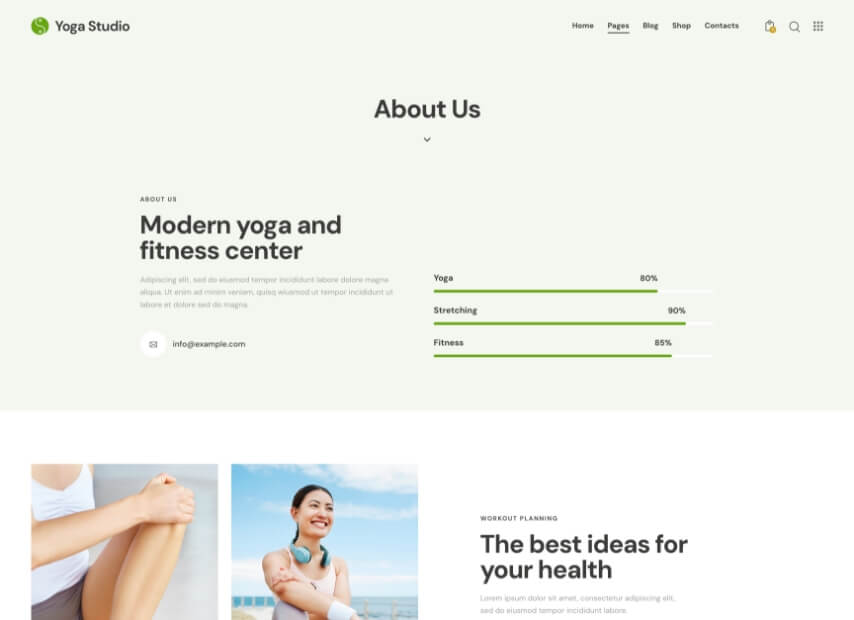 Yoga Studio
Home Pages Blog Shop Contacts
About Us
ABOUT US
Modern yoga and
fitness center
Adipiscing elit, sed do eiusmod tempor incididunt labore dolore magna
aliqua. Ut enim ad minim veniam, quisq wiusmod ut tempor incididunt ut
labore et dolore sed do magna.
info@example.com
Yoga 80%
Stretching 90%
Fitness 85%
WORKOUT PLANNING
The best ideas for
your health
Lorem ipsum dolor sit amet, consectetur adipiscing elit,
sed do eiusmod tempor incididunt labore.